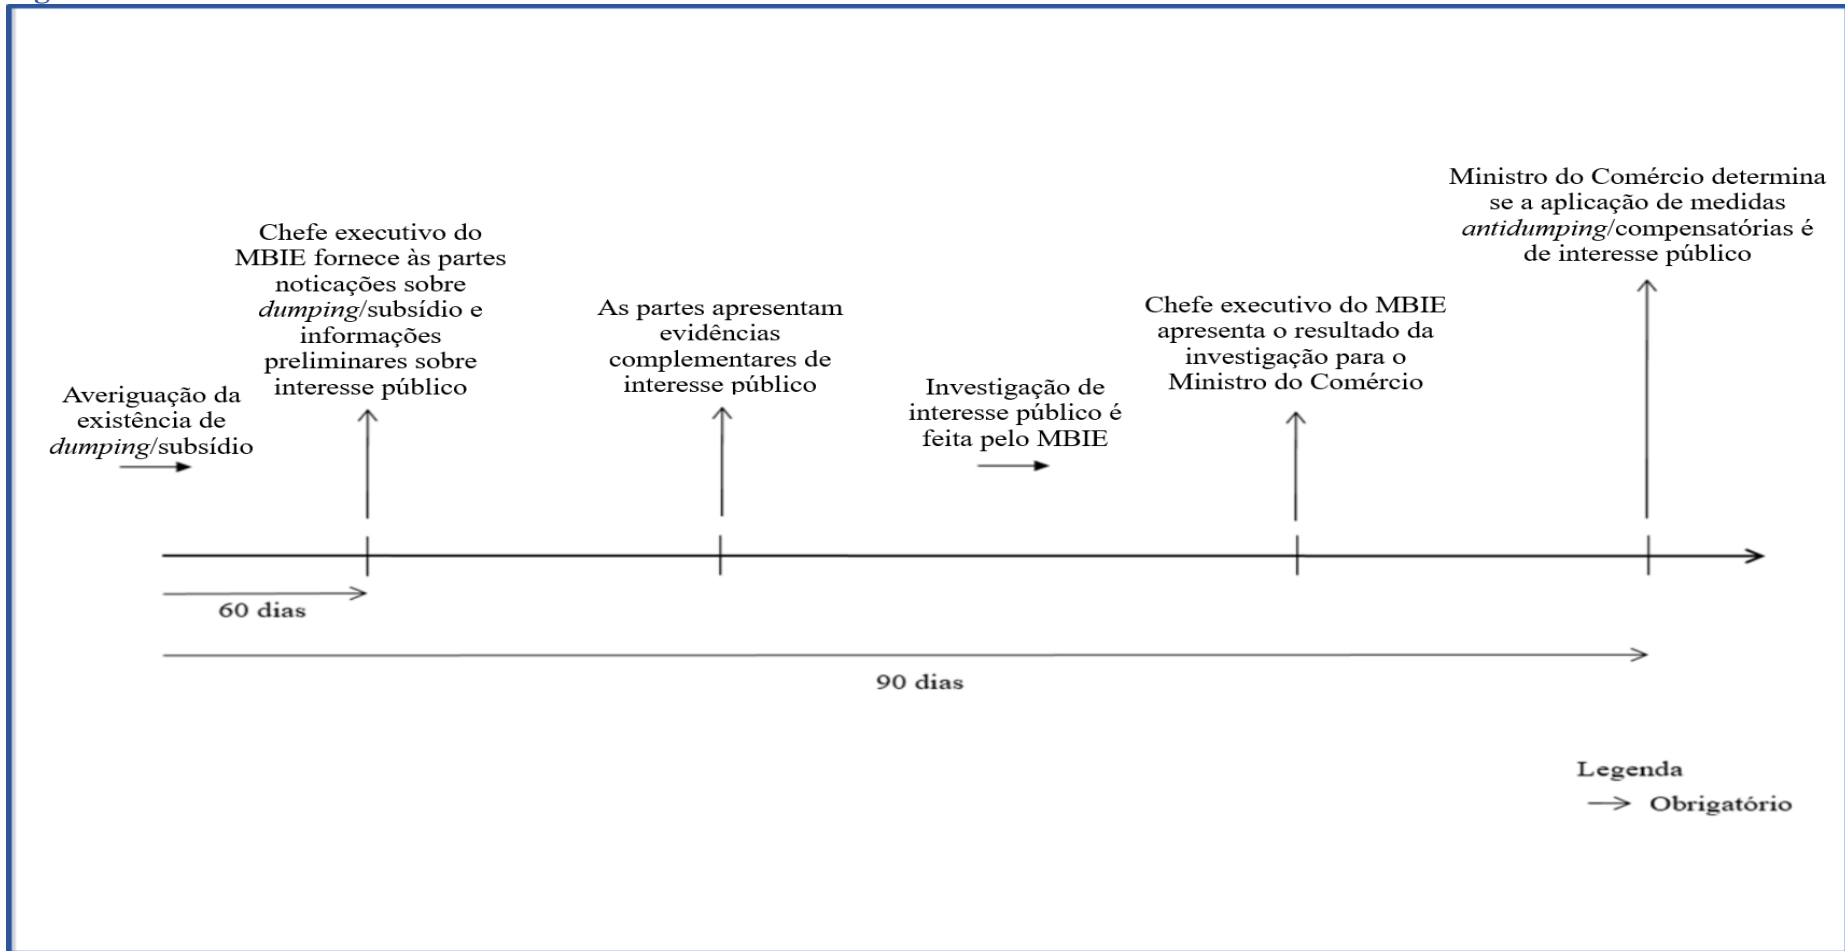 Averiguação da
existência de
dumping/subsídio
Chefe executivo do
MBIE fornece às partes
noticações sobre
dumping/subsídio e
informações
preliminares sobre
interesse público
As partes apresentam
evidências
complementares de
interesse público
Investigação de
interesse público é
feita pelo MBIE
Chefe executivo do MBIE
apresenta o resultado da
investigação para o
Ministro do Comércio
Ministro do Comércio determina
se a aplicação de medidas
antidumping/compensatórias é
de interesse público
60 dias
90 dias
Legenda
Obrigatório